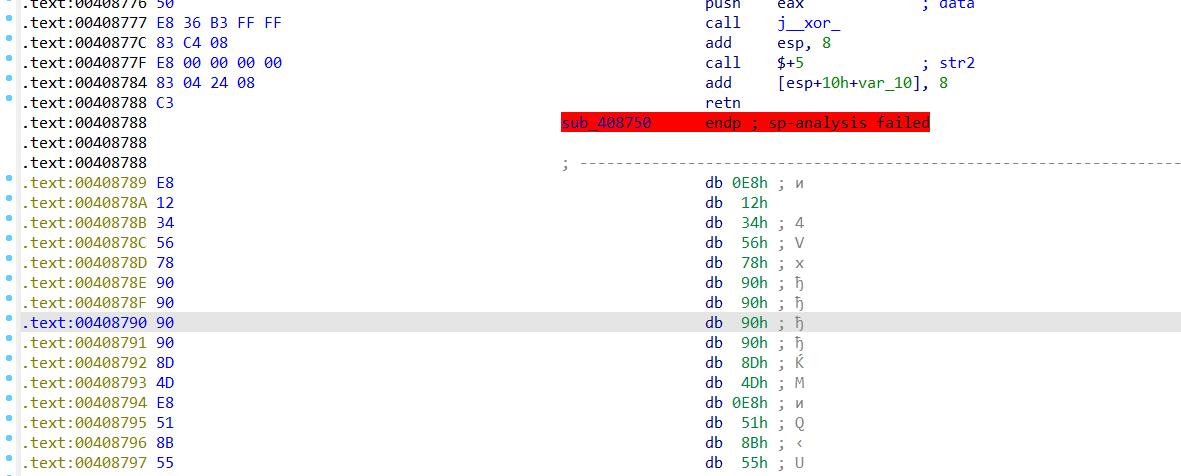 .text:00408776 50 push eax ; data
.text:00408777 E8 36 B3 FF FF call j__xor_
.text:0040877C 83 C4 08 add esp, 8
.text:0040877F E8 00 00 00 00 call $+5 ; str2
.text:00408784 83 04 24 08 add [esp+10h+var_10], 8
.text:00408788 C3 retn
.text:00408788 sub_408750 endp ; sp-analysis failed
.text:00408788
.text:00408788 ; ---------------------------------------------------------------------------
.text:00408789 E8 db 0E8h ; и
.text:0040878A 12 db 12h
.text:0040878B 34 db 34h ; 4
.text:0040878C 56 db 56h ; V
.text:0040878D 78 db 78h ; x
.text:0040878E 90 db 90h ; ђ
.text:0040878F 90 db 90h ; ђ
.text:00408790 90 db 90h ; ђ
.text:00408791 90 db 90h ; ђ
.text:00408792 8D db 8Dh ; Ќ
.text:00408793 4D db 4Dh ; M
.text:00408794 E8 db 0E8h ; и
.text:00408795 51 db 51h ; Q
.text:00408796 8B db 8Bh ; ‹
.text:00408797 55 db 55h ; U